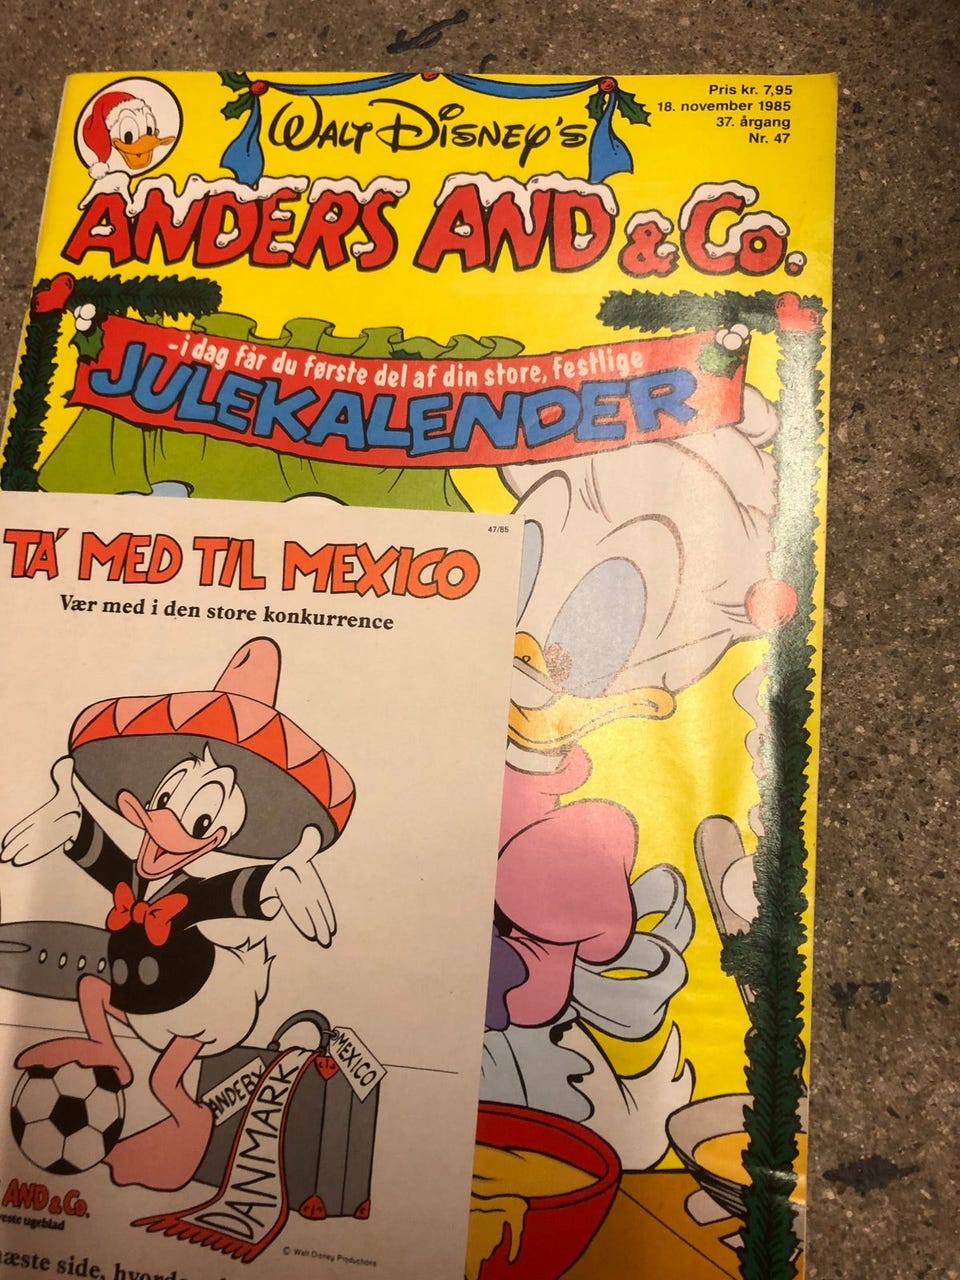 Pris kr. 7,95
18. november 1985
37. årgang
Nr. 47
WALT DISNEY'S
ANDERS AND & Co.
- i dag får du første del af din store, festlige
JULEKALENDER
47/85
TA' MED TIL MEXICO
Vær med i den store konkurrence
MEXICO
ANDEBY
DANMARK
AND & Co.
ugeblad
© Walt Disney Productions
næste side,